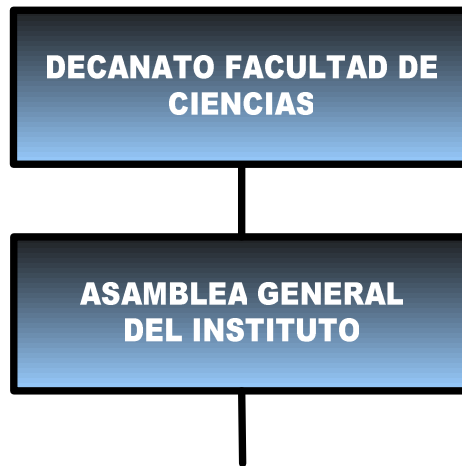 DECANATO FACULTAD DE
CIENCIAS
ASAMBLEA GENERAL
DEL INSTITUTO